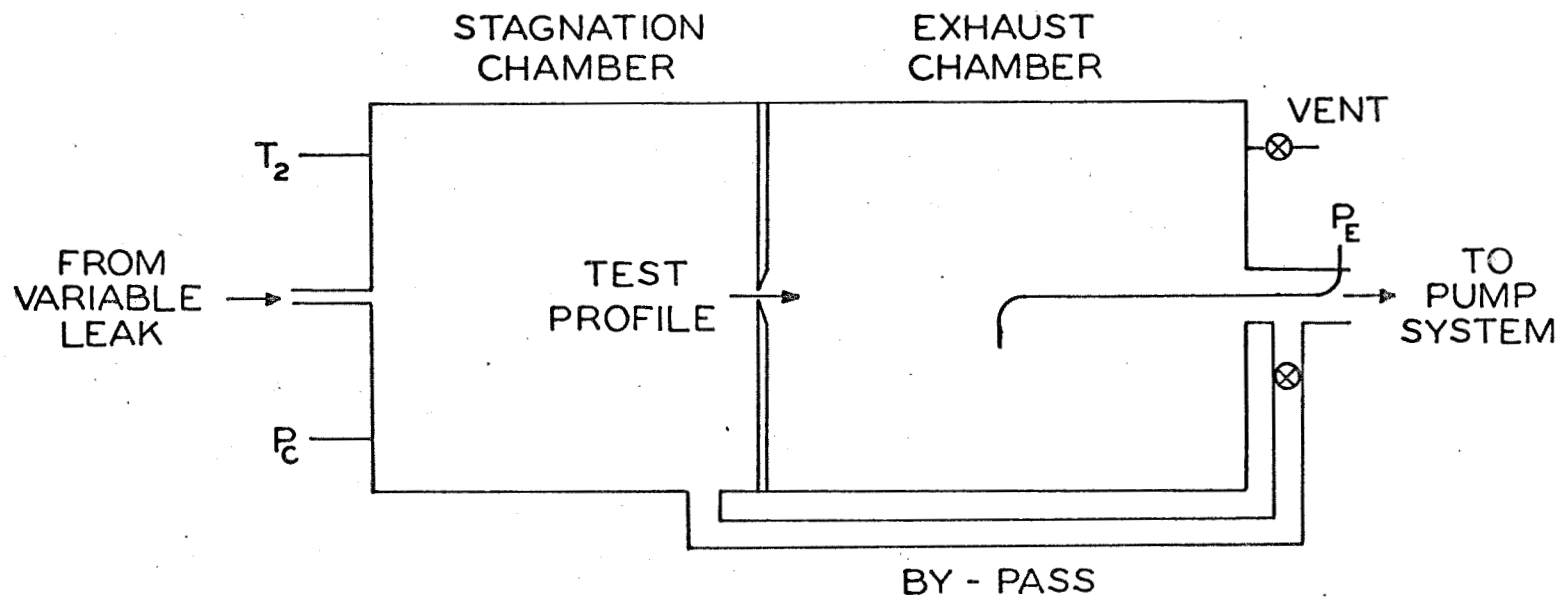 STAGNATION
CHAMBER
EXHAUST
CHAMBER
VENT
T2
PE
FROM
VARIABLE
LEAK
TEST
PROFILE
TO
PUMP
SYSTEM
PC
BY - PASS